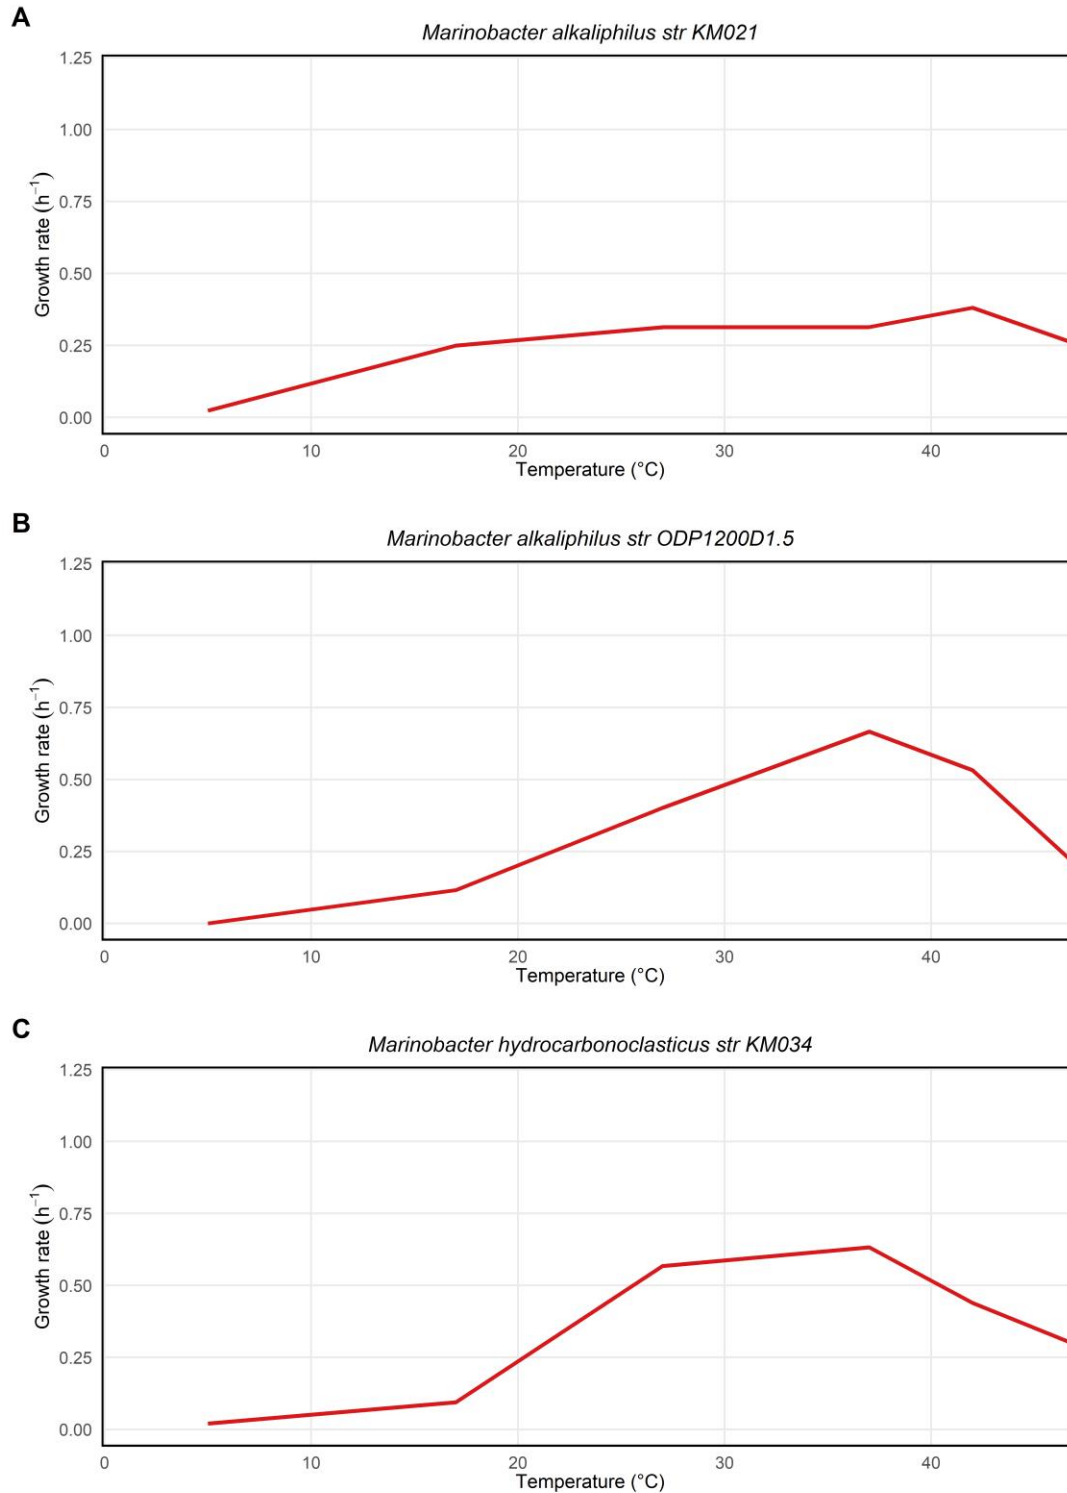 A
Marinobacter alkaliphilus str KM021
1.25
1.00
0.75
0.50
0.25
0.00
Growth rate (h⁻¹)
0 10 20 30 40
Temperature (°C)
B
Marinobacter alkaliphilus str ODP1200D1.5
1.25
1.00
0.75
0.50
0.25
0.00
Growth rate (h⁻¹)
0 10 20 30 40
Temperature (°C)
C
Marinobacter hydrocarbonoclasticus str KM034
1.25
1.00
0.75
0.50
0.25
0.00
Growth rate (h⁻¹)
0 10 20 30 40
Temperature (°C)